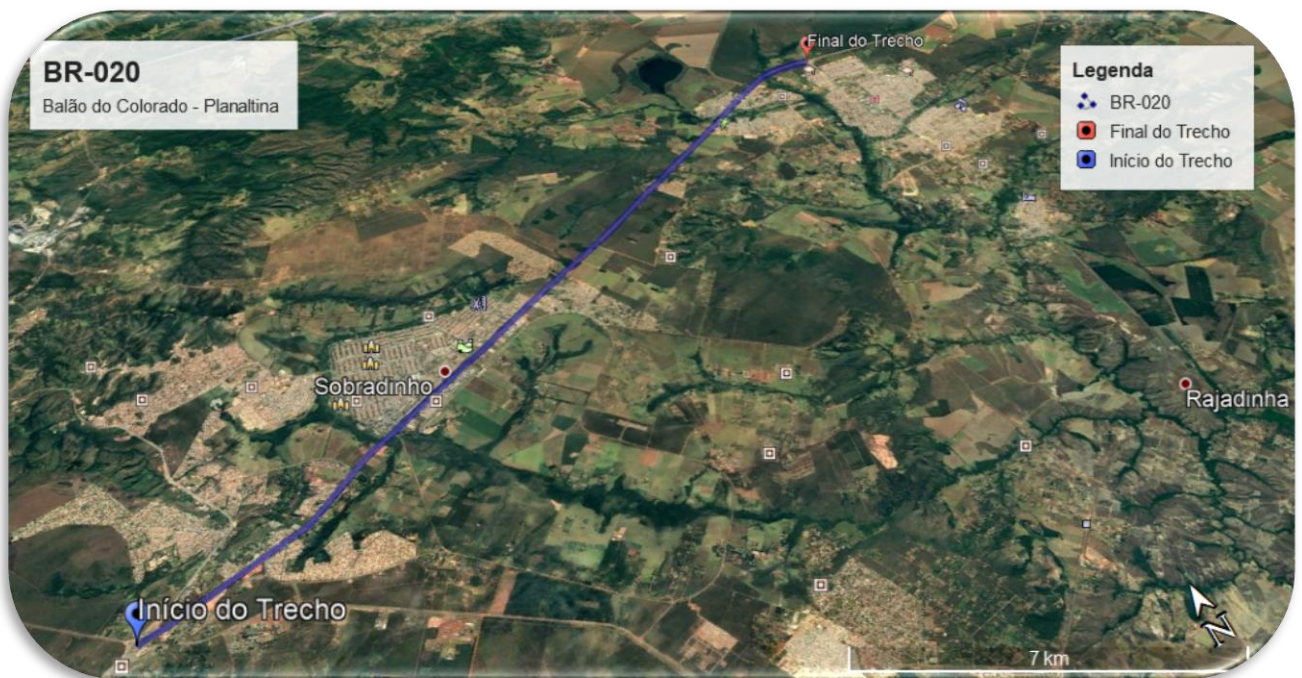 BR-020
Balão do Colorado - Planaltina
Final do Trecho
Legenda
BR-020
Final do Trecho
Início do Trecho
Sobradinho
Rajadinha
Início do Trecho
N
7 km